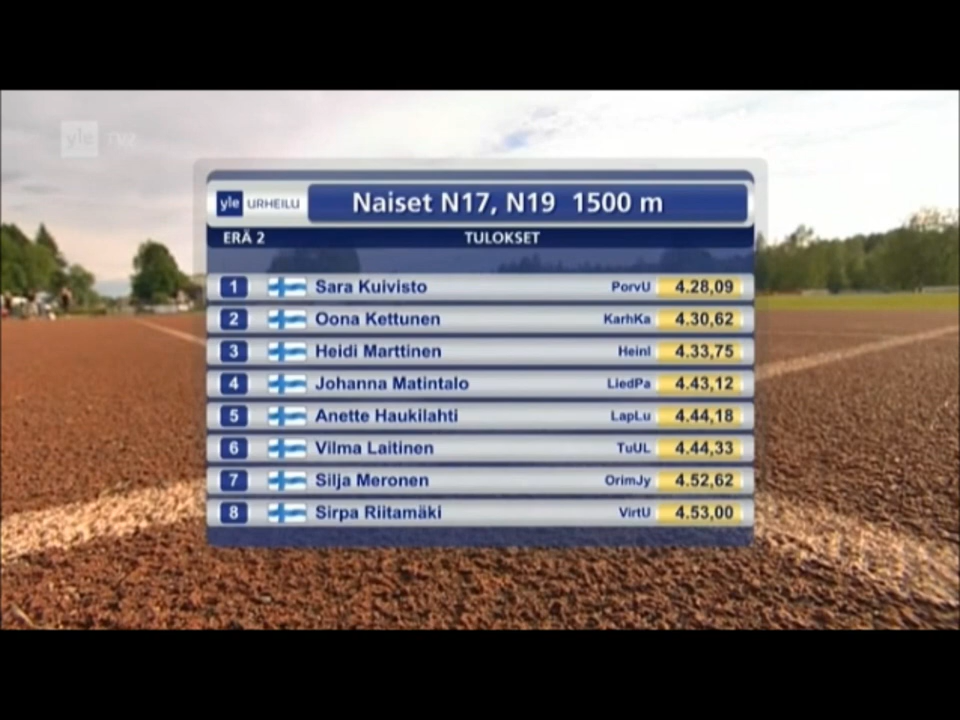 yle TV2
yle URHEILU Naiset N17, N19 1500 m
ERÄ 2 TULOKSET
1 Sara Kuivisto PorvU 4.28,09
2 Oona Kettunen KarhKa 4.30,62
3 Heidi Marttinen HeinI 4.33,75
4 Johanna Matintalo LiedPa 4.43,12
5 Anette Haukilahti LapLu 4.44,18
6 Vilma Laitinen TuUL 4.44,33
7 Silja Meronen OrimJy 4.52,62
8 Sirpa Riitamäki VirtU 4.53,00